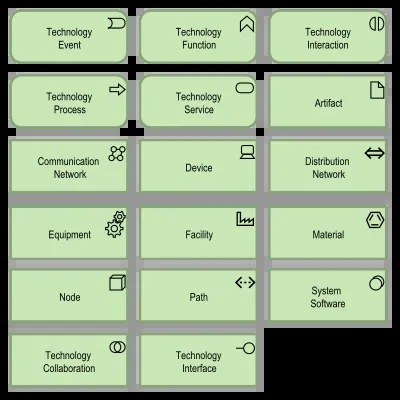 Technology
Event
Technology
Function
Technology
Interaction
Technology
Process
Technology
Service
Artifact
Communication
Network
Device
Distribution
Network
Equipment
Facility
Material
Node
Path
System
Software
Technology
Collaboration
Technology
Interface